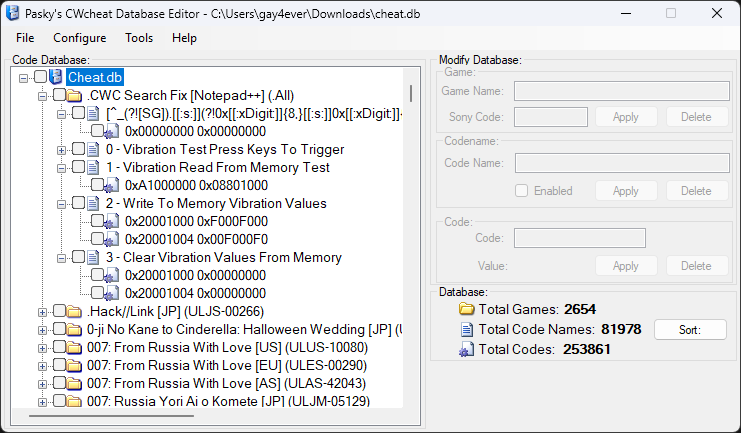 Pasky's CWcheat Database Editor - C:\Users\gay4ever\Downloads\cheat.db
File Configure Tools Help
Code Database:
Cheat.db
.CWC Search Fix [Notepad++] (.All)
[^_(?![SG]).[[:s:]](?!0x[[:xDigit:]]{8,}[[:s:]]0x[[:xDigit:]]{
0x00000000 0x00000000
0 - Vibration Test Press Keys To Trigger
1 - Vibration Read From Memory Test
0xA1000000 0x08801000
2 - Write To Memory Vibration Values
0x20001000 0xF000F000
0x20001004 0x00F000F0
3 - Clear Vibration Values From Memory
0x20001000 0x00000000
0x20001004 0x00000000
.Hack//Link [JP] (ULJS-00266)
0-ji No Kane to Cinderella: Halloween Wedding [JP] (UL
007: From Russia With Love [US] (ULUS-10080)
007: From Russia With Love [EU] (ULES-00290)
007: From Russia With Love [AS] (ULAS-42043)
007: Russia Yori Ai o Komete [JP] (ULJM-05129)
Modify Database:
Game:
Game Name:
Sony Code:
Apply
Delete
Codename:
Code Name:
Enabled
Apply
Delete
Code:
Code:
Value:
Apply
Delete
Database:
Total Games: 2654
Total Code Names: 81978
Sort:
Total Codes: 253861